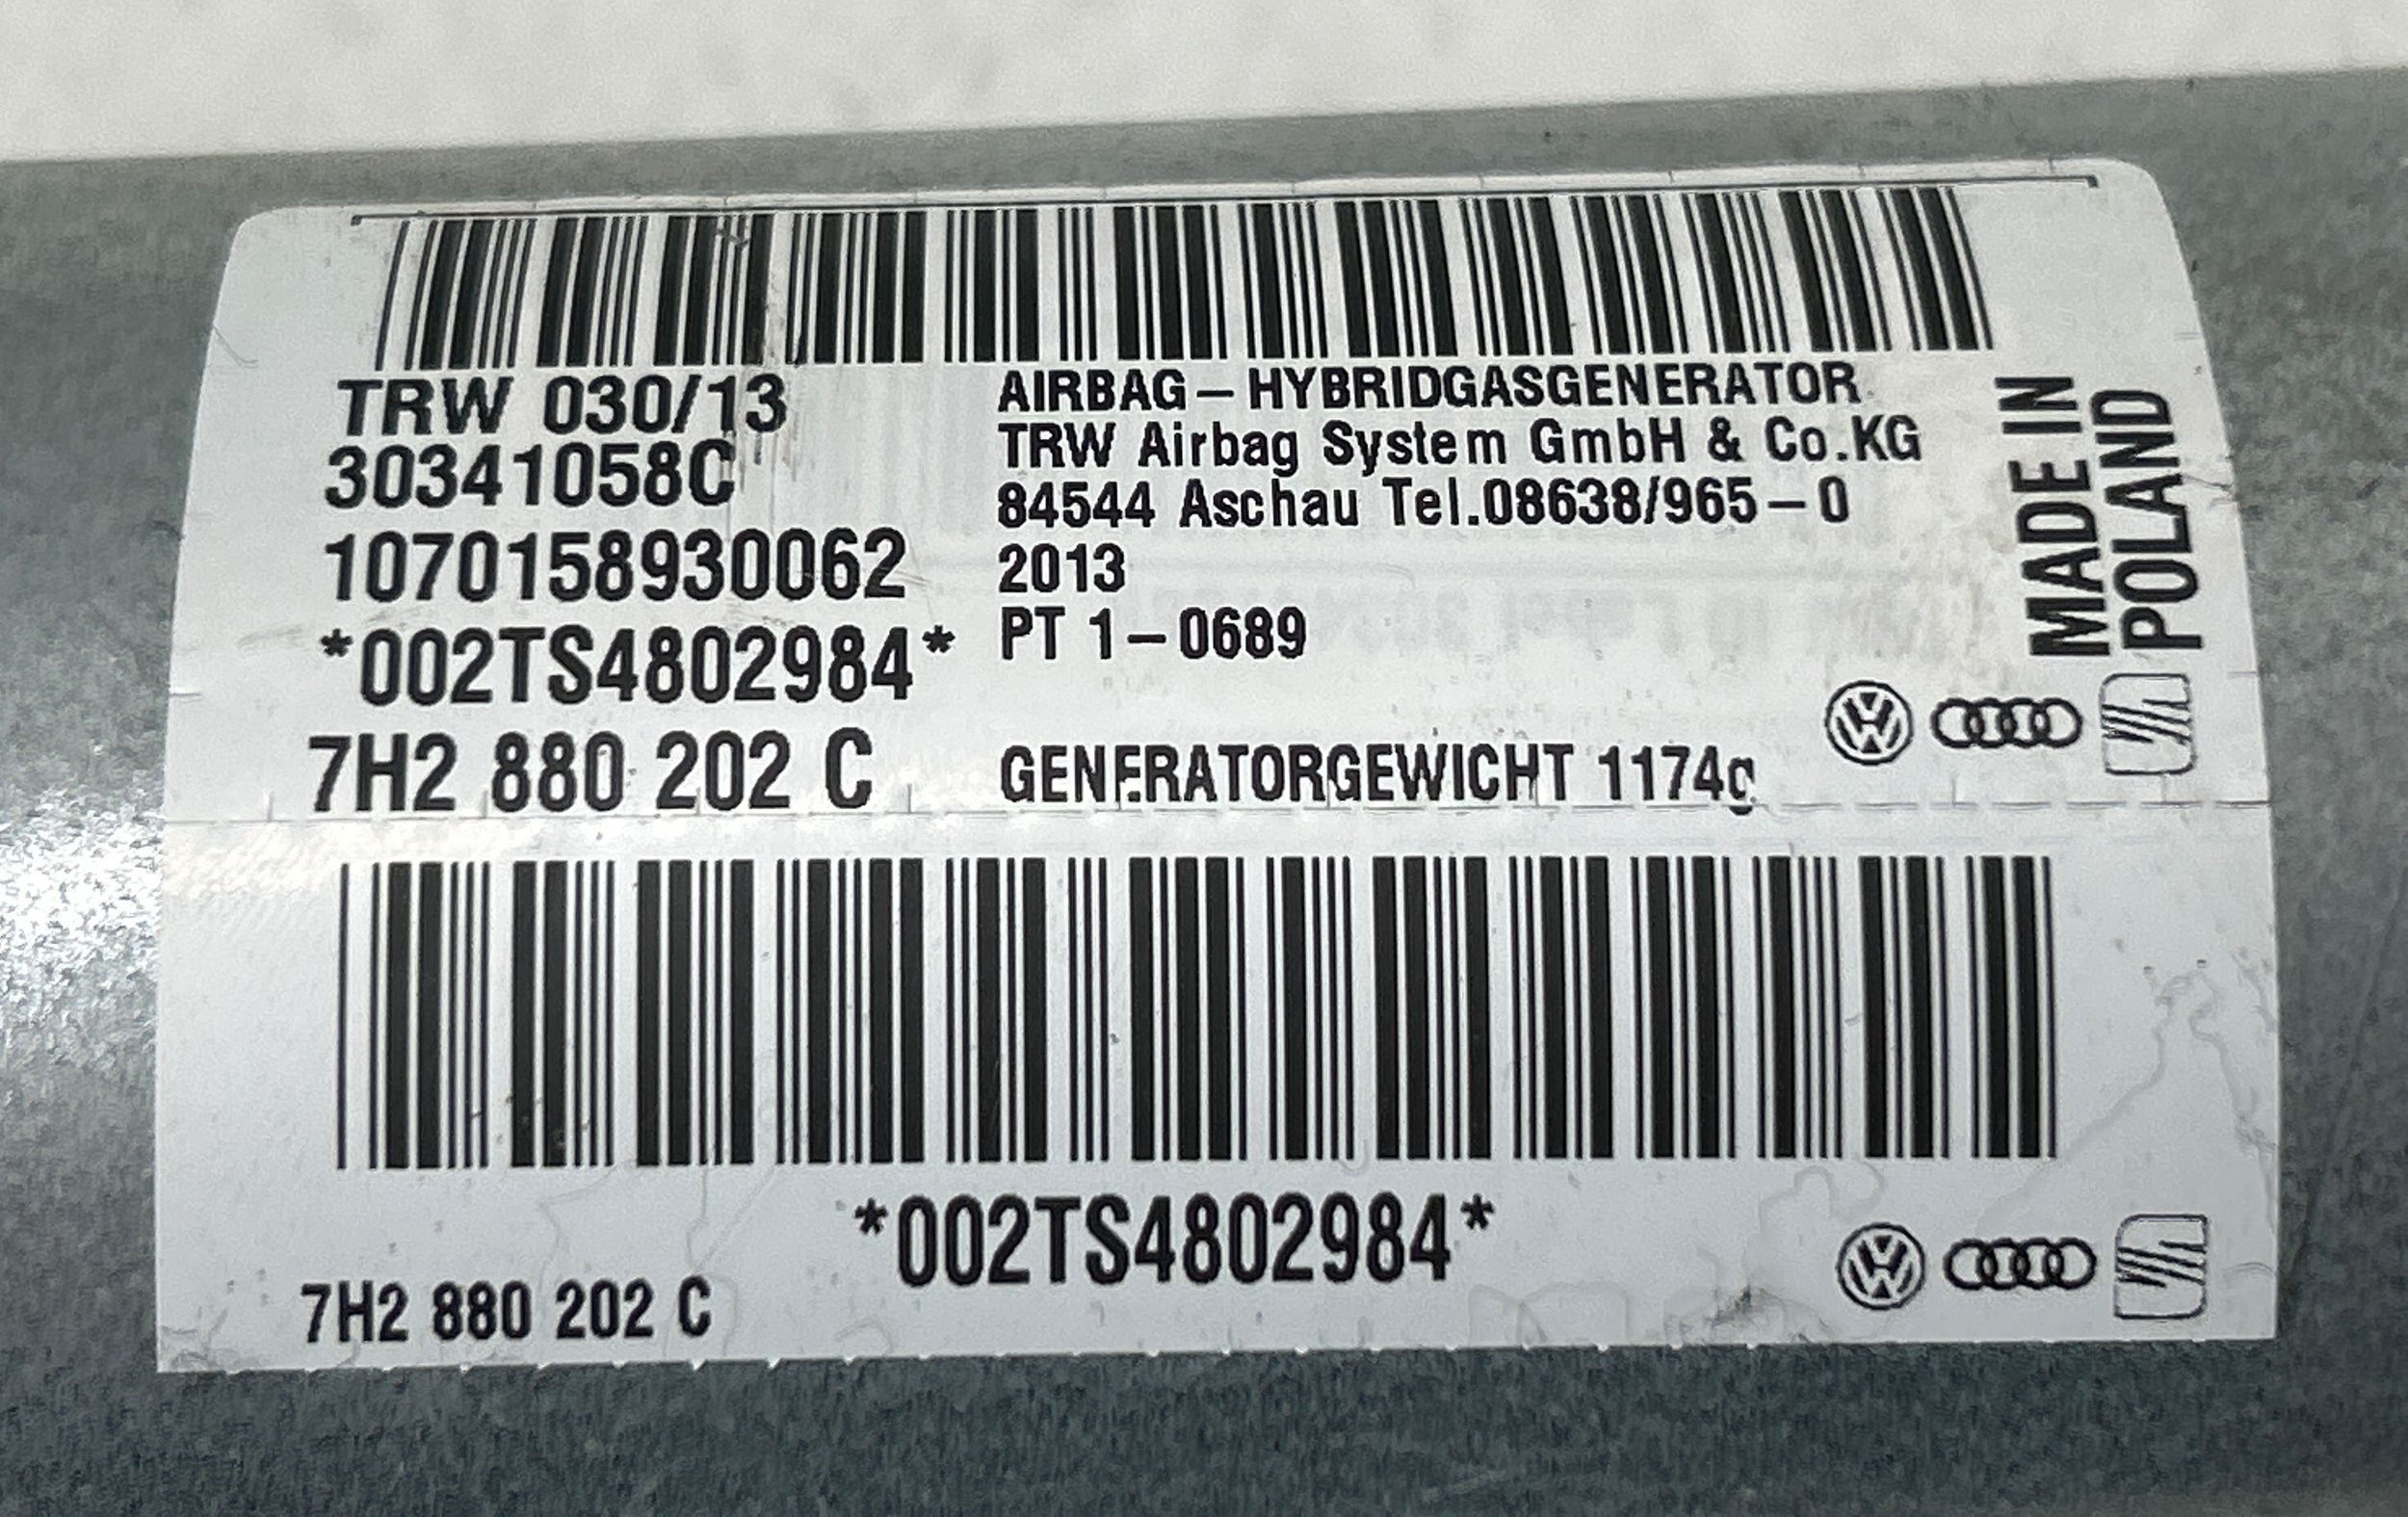 TRW 030/13
30341058C
1070158930062
*002TS4802984*
7H2 880 202 C
AIRBAG – HYBRIDGASGENERATOR
TRW Airbag System GmbH & Co.KG
84544 Aschau Tel.08638/965–0
2013
PT 1–0689
GENERATORGEWICHT 1174g
MADE IN
POLAND
*002TS4802984*
7H2 880 202 C